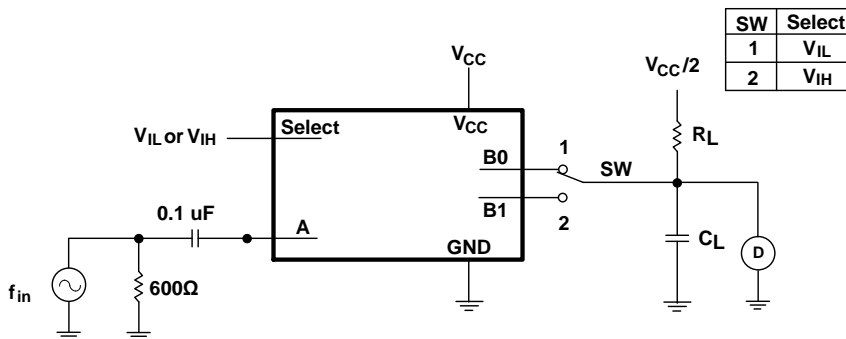 SW Select
1 VIL
2 VIH
VCC
VCC/2
VIL or VIH
Select
VCC
RL
B0
1
SW
B1
2
0.1 uF
A
GND
CL
D
fin
600Ω